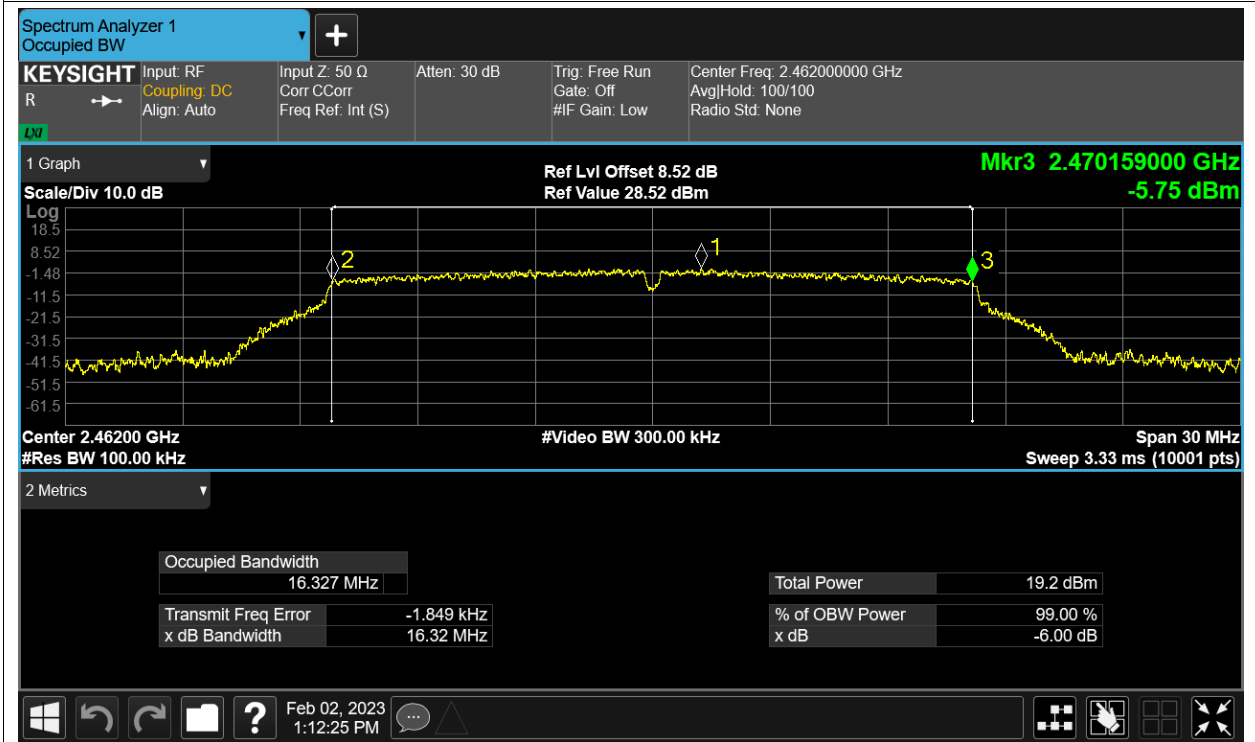 Spectrum Analyzer 1
Occupied BW
KEYSIGHT
R
LXI
Input: RF
Coupling: DC
Align: Auto
Input Z: 50 Ω
Corr CCorr
Freq Ref: Int (S)
Atten: 30 dB
Trig: Free Run
Gate: Off
#IF Gain: Low
Center Freq: 2.462000000 GHz
Avg|Hold: 100/100
Radio Std: None
1 Graph
Scale/Div 10.0 dB
Ref Lvl Offset 8.52 dB
Ref Value 28.52 dBm
Mkr3 2.470159000 GHz
-5.75 dBm
Log
18.5
8.52
-1.48
-11.5
-21.5
-31.5
-41.5
-51.5
-61.5
2
1
3
Center 2.46200 GHz
#Res BW 100.00 kHz
#Video BW 300.00 kHz
Span 30 MHz
Sweep 3.33 ms (10001 pts)
2 Metrics
Occupied Bandwidth
16.327 MHz
Transmit Freq Error -1.849 kHz
x dB Bandwidth 16.32 MHz
Total Power 19.2 dBm
% of OBW Power 99.00 %
x dB -6.00 dB
?
Feb 02, 2023
1:12:25 PM